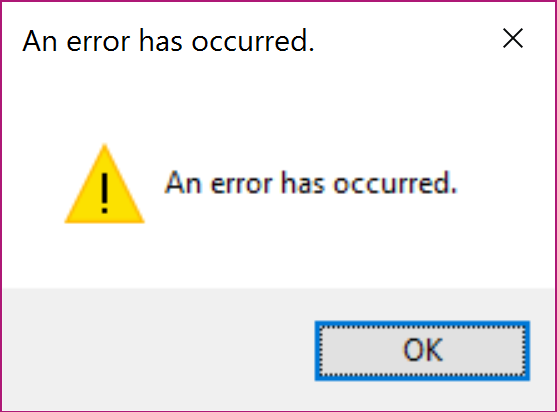 An error has occurred.
An error has occurred.
OK